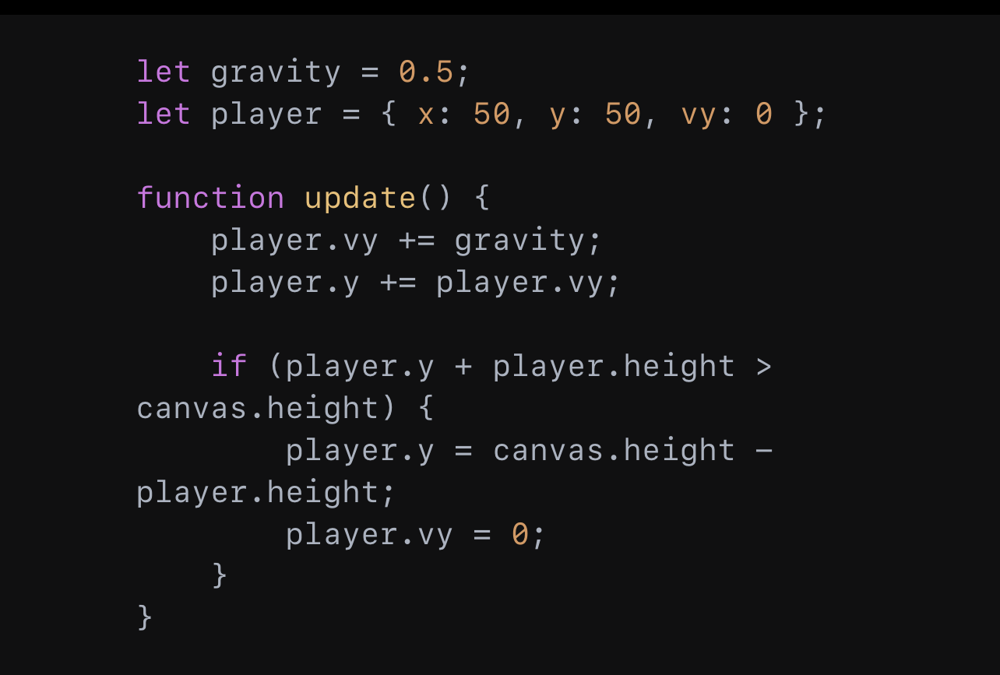 let gravity = 0.5;
let player = { x: 50, y: 50, vy: 0 };
function update() {
    player.vy += gravity;
    player.y += player.vy;
    if (player.y + player.height >
canvas.height) {
        player.y = canvas.height –
player.height;
        player.vy = 0;
    }
}